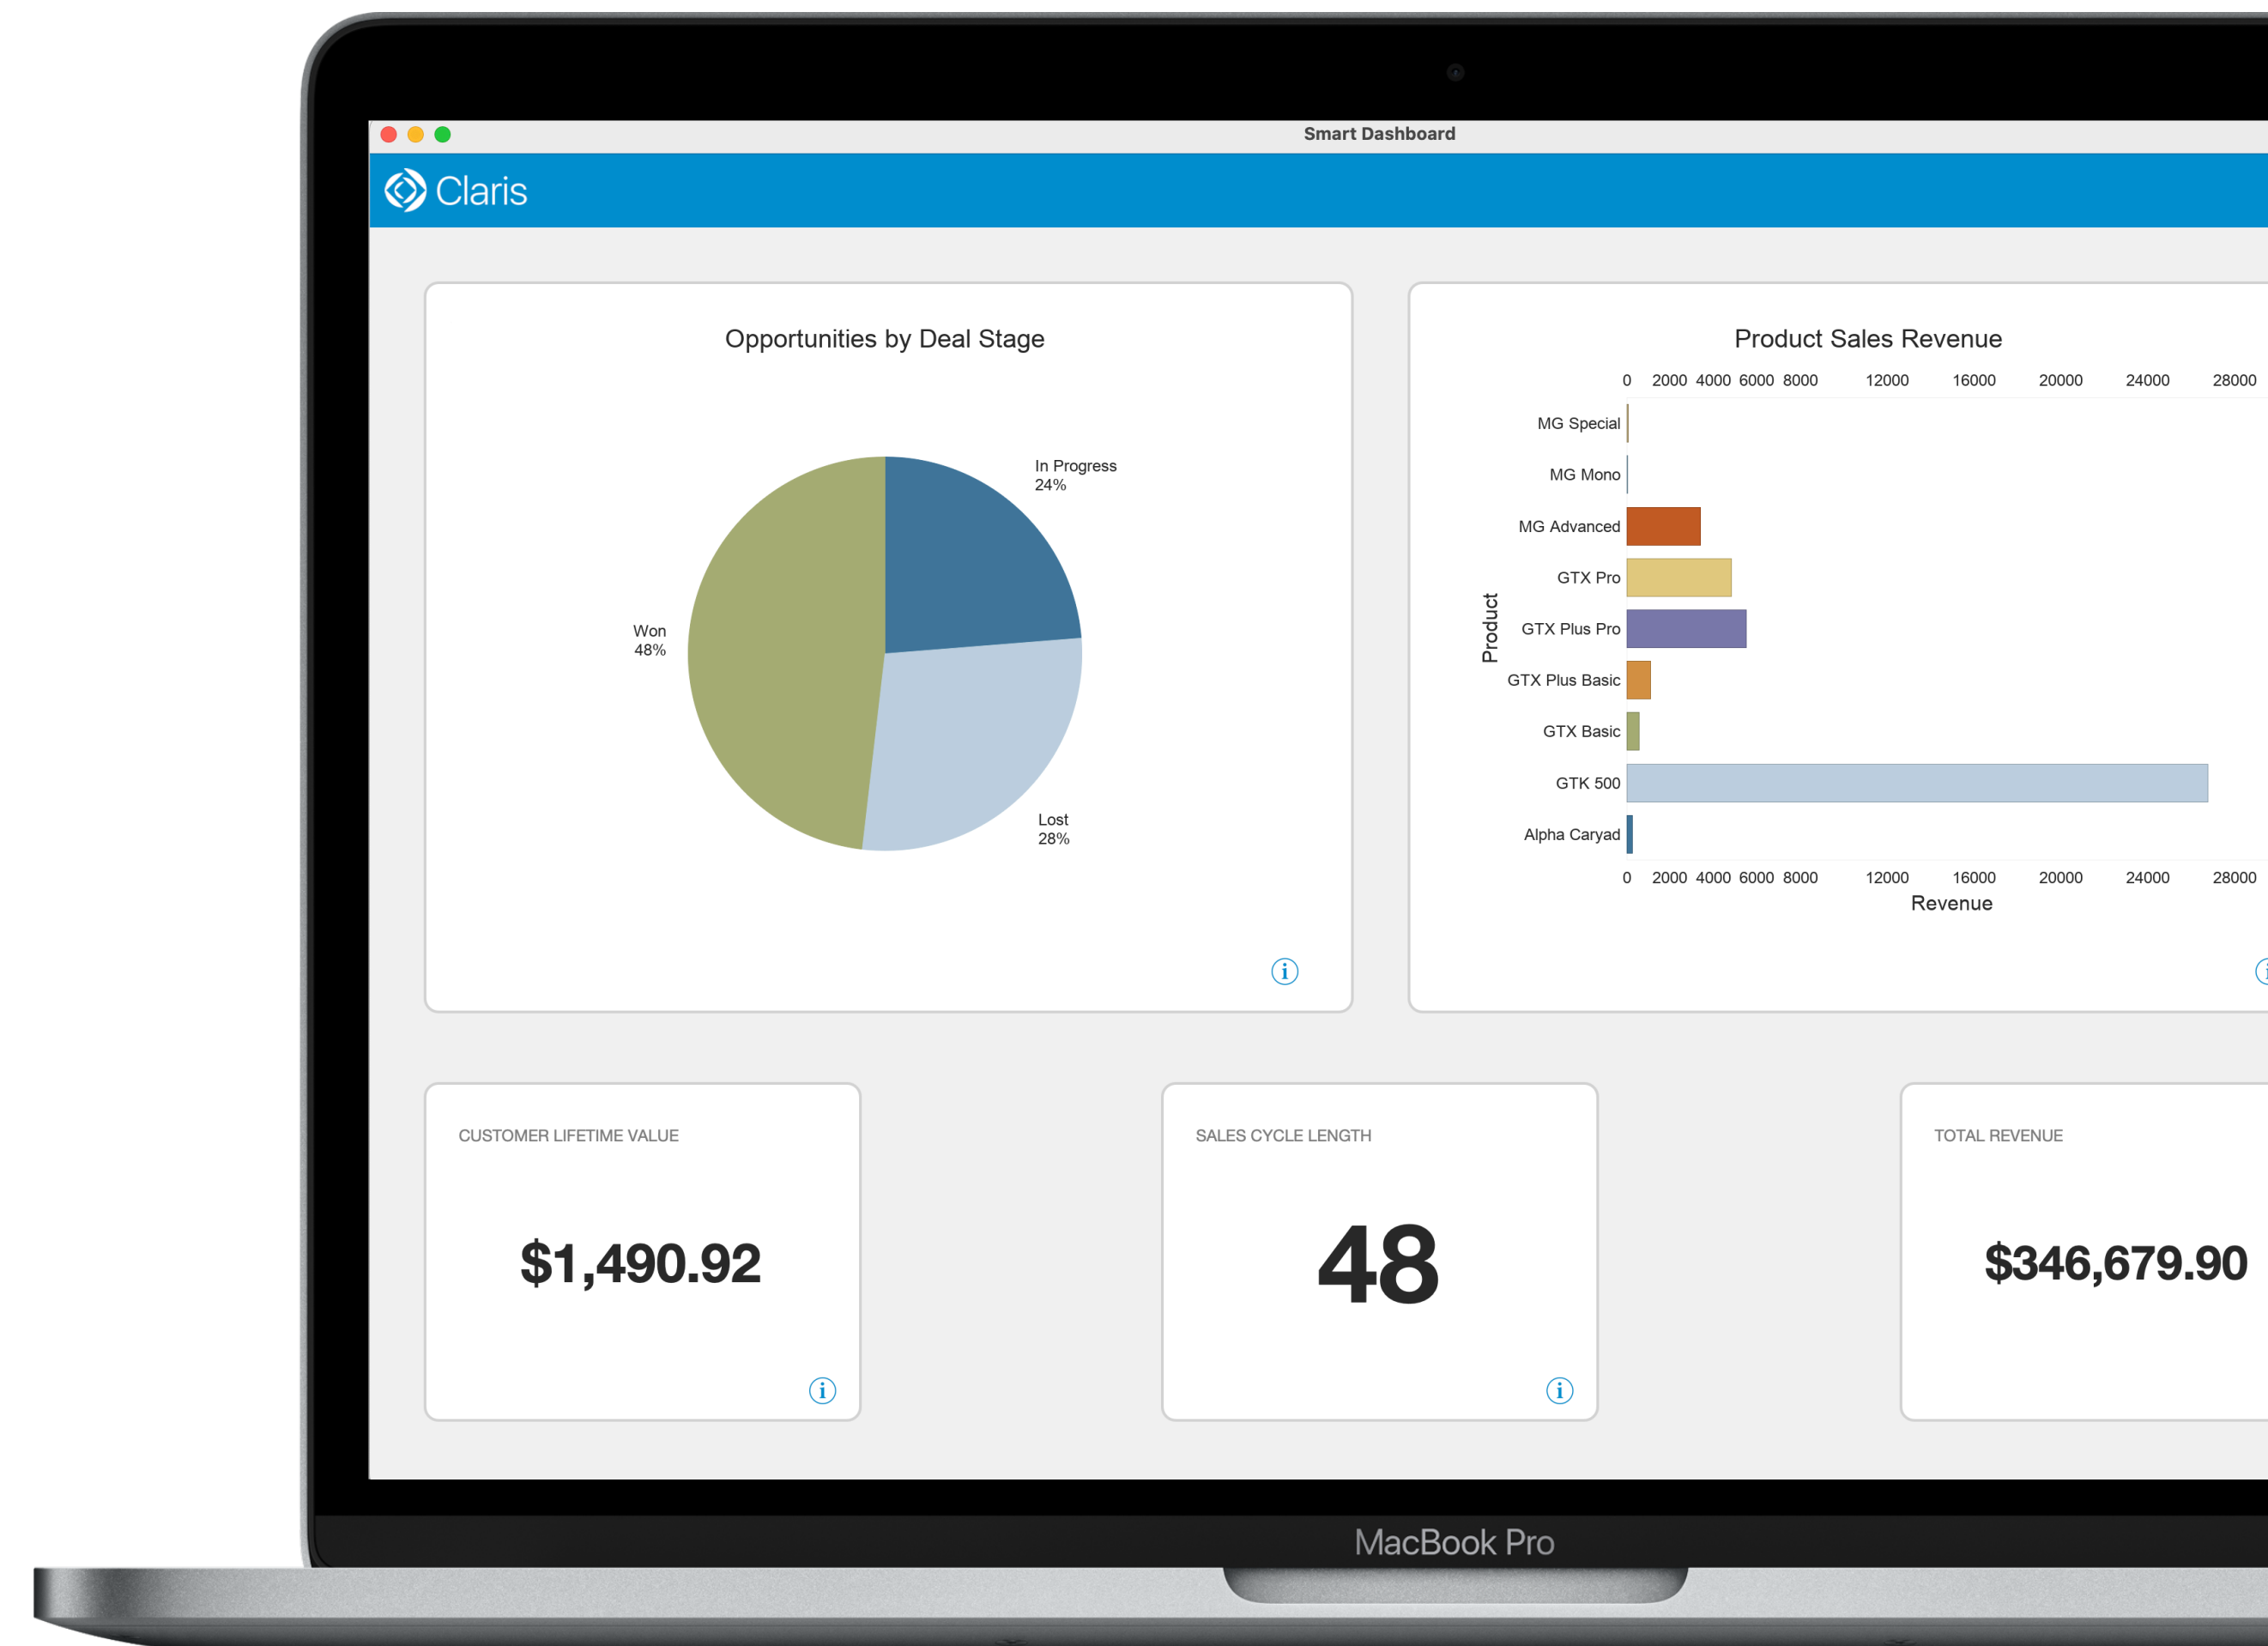 Smart Dashboard
Claris
Opportunities by Deal Stage
In Progress
24%
Won
48%
Lost
28%
Product Sales Revenue
0 2000 4000 6000 8000 12000 16000 20000 24000 28000
Product
MG Special
MG Mono
MG Advanced
GTX Pro
GTX Plus Pro
GTX Plus Basic
GTX Basic
GTK 500
Alpha Caryad
0 2000 4000 6000 8000 12000 16000 20000 24000 28000
Revenue
i
i
CUSTOMER LIFETIME VALUE
$1,490.92
i
SALES CYCLE LENGTH
48
i
TOTAL REVENUE
$346,679.90
MacBook Pro